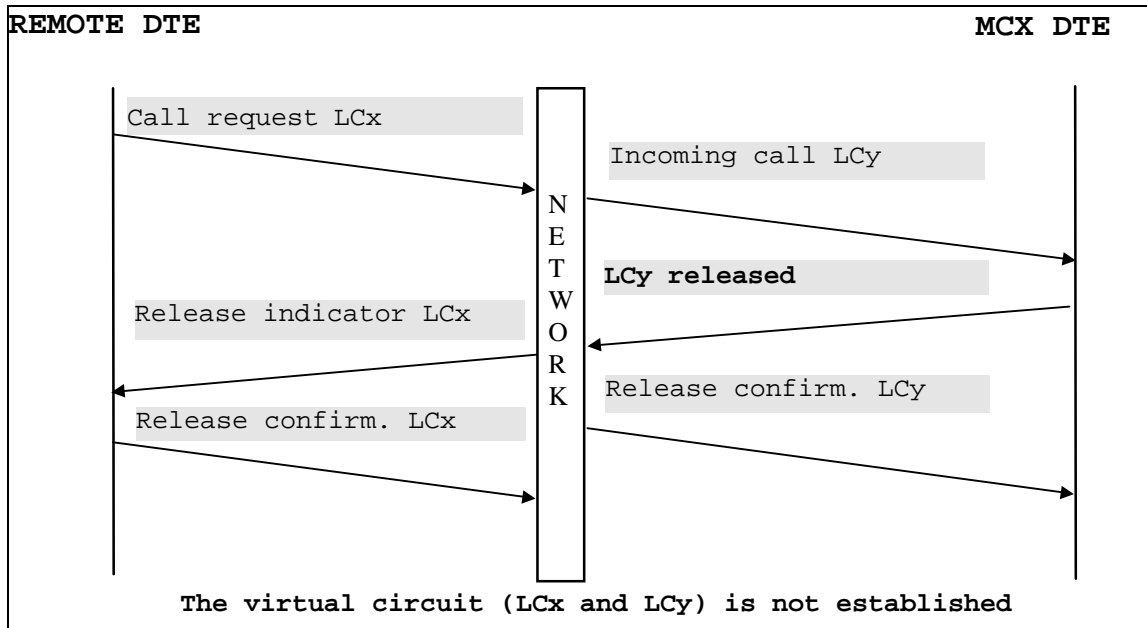 REMOTE DTE
MCX DTE
Call request LCx
Incoming call LCy
NETWORK
LCy released
Release indicator LCx
Release confirm. LCy
Release confirm. LCx
The virtual circuit (LCx and LCy) is not established